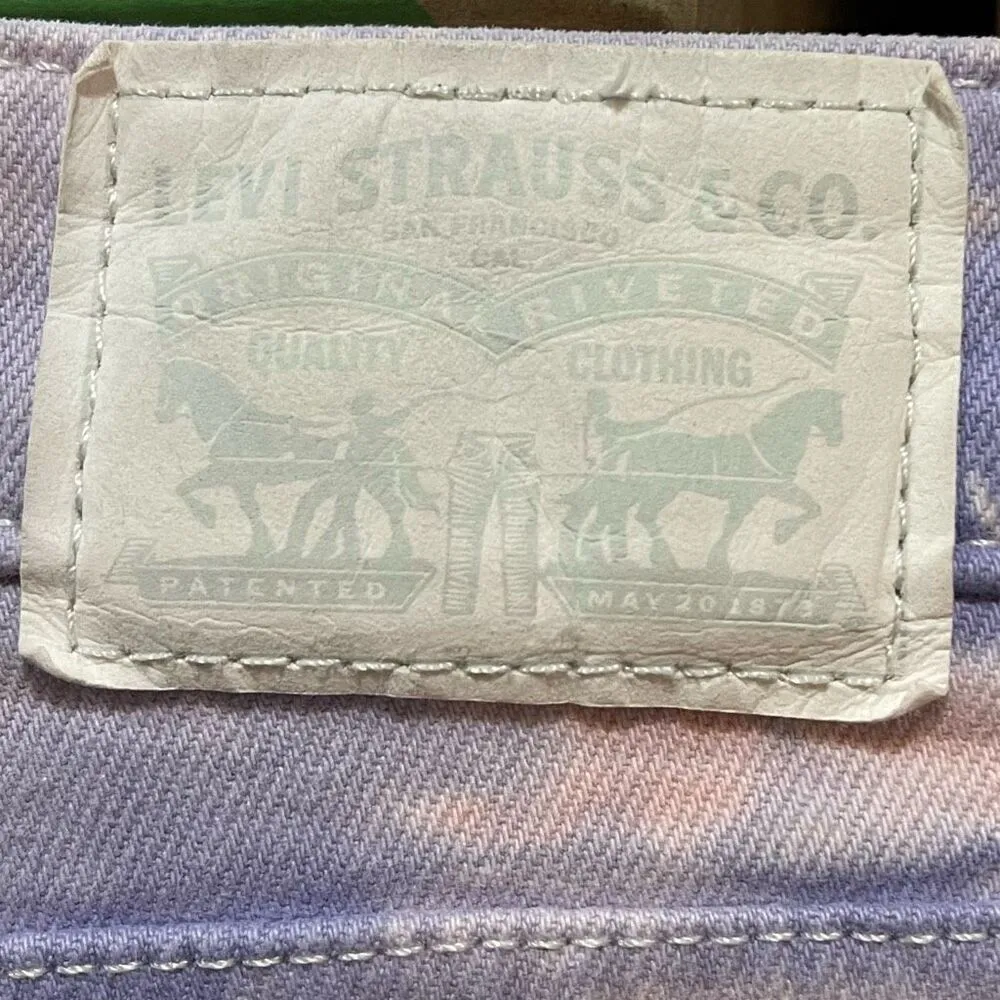 LEVI STRAUSS & CO.
SAN FRANCISCO
CAL.
ORIGINAL RIVETED
QUALITY CLOTHING
PATENTED MAY 20 1873